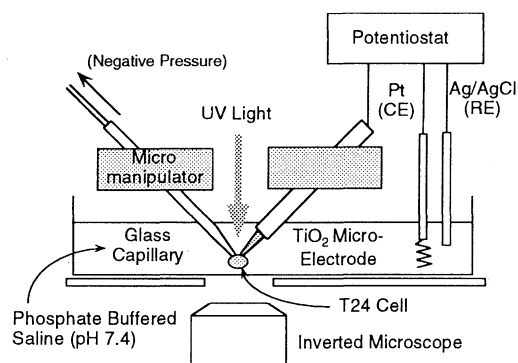 Potentiostat
(Negative Pressure)
Pt
(CE)
Ag/AgCl
(RE)
UV Light
Micro
manipulator
Glass
Capillary
TiO2 Micro-
Electrode
T24 Cell
Phosphate Buffered
Saline (pH 7.4)
Inverted Microscope